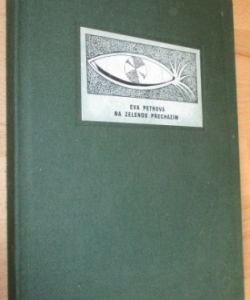 EVA PETROVÁ
NA ZELENOU PŘECHÁZÍM